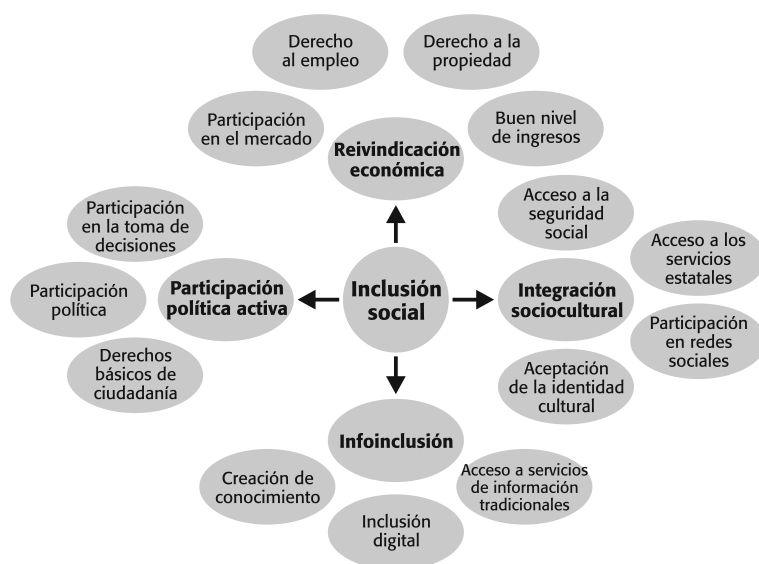 Derecho
al empleo
Derecho a la
propiedad
Participación
en el mercado
Buen nivel
de ingresos
Reivindicación
económica
Acceso a la
seguridad
social
Participación
en la toma de
decisiones
Acceso a los
servicios
estatales
Participación
política
Participación
política activa
Inclusión
social
Integración
sociocultural
Participación
en redes
sociales
Derechos
básicos de
ciudadanía
Aceptación
de la identidad
cultural
Infoinclusión
Creación de
conocimiento
Acceso a servicios
de información
tradicionales
Inclusión
digital